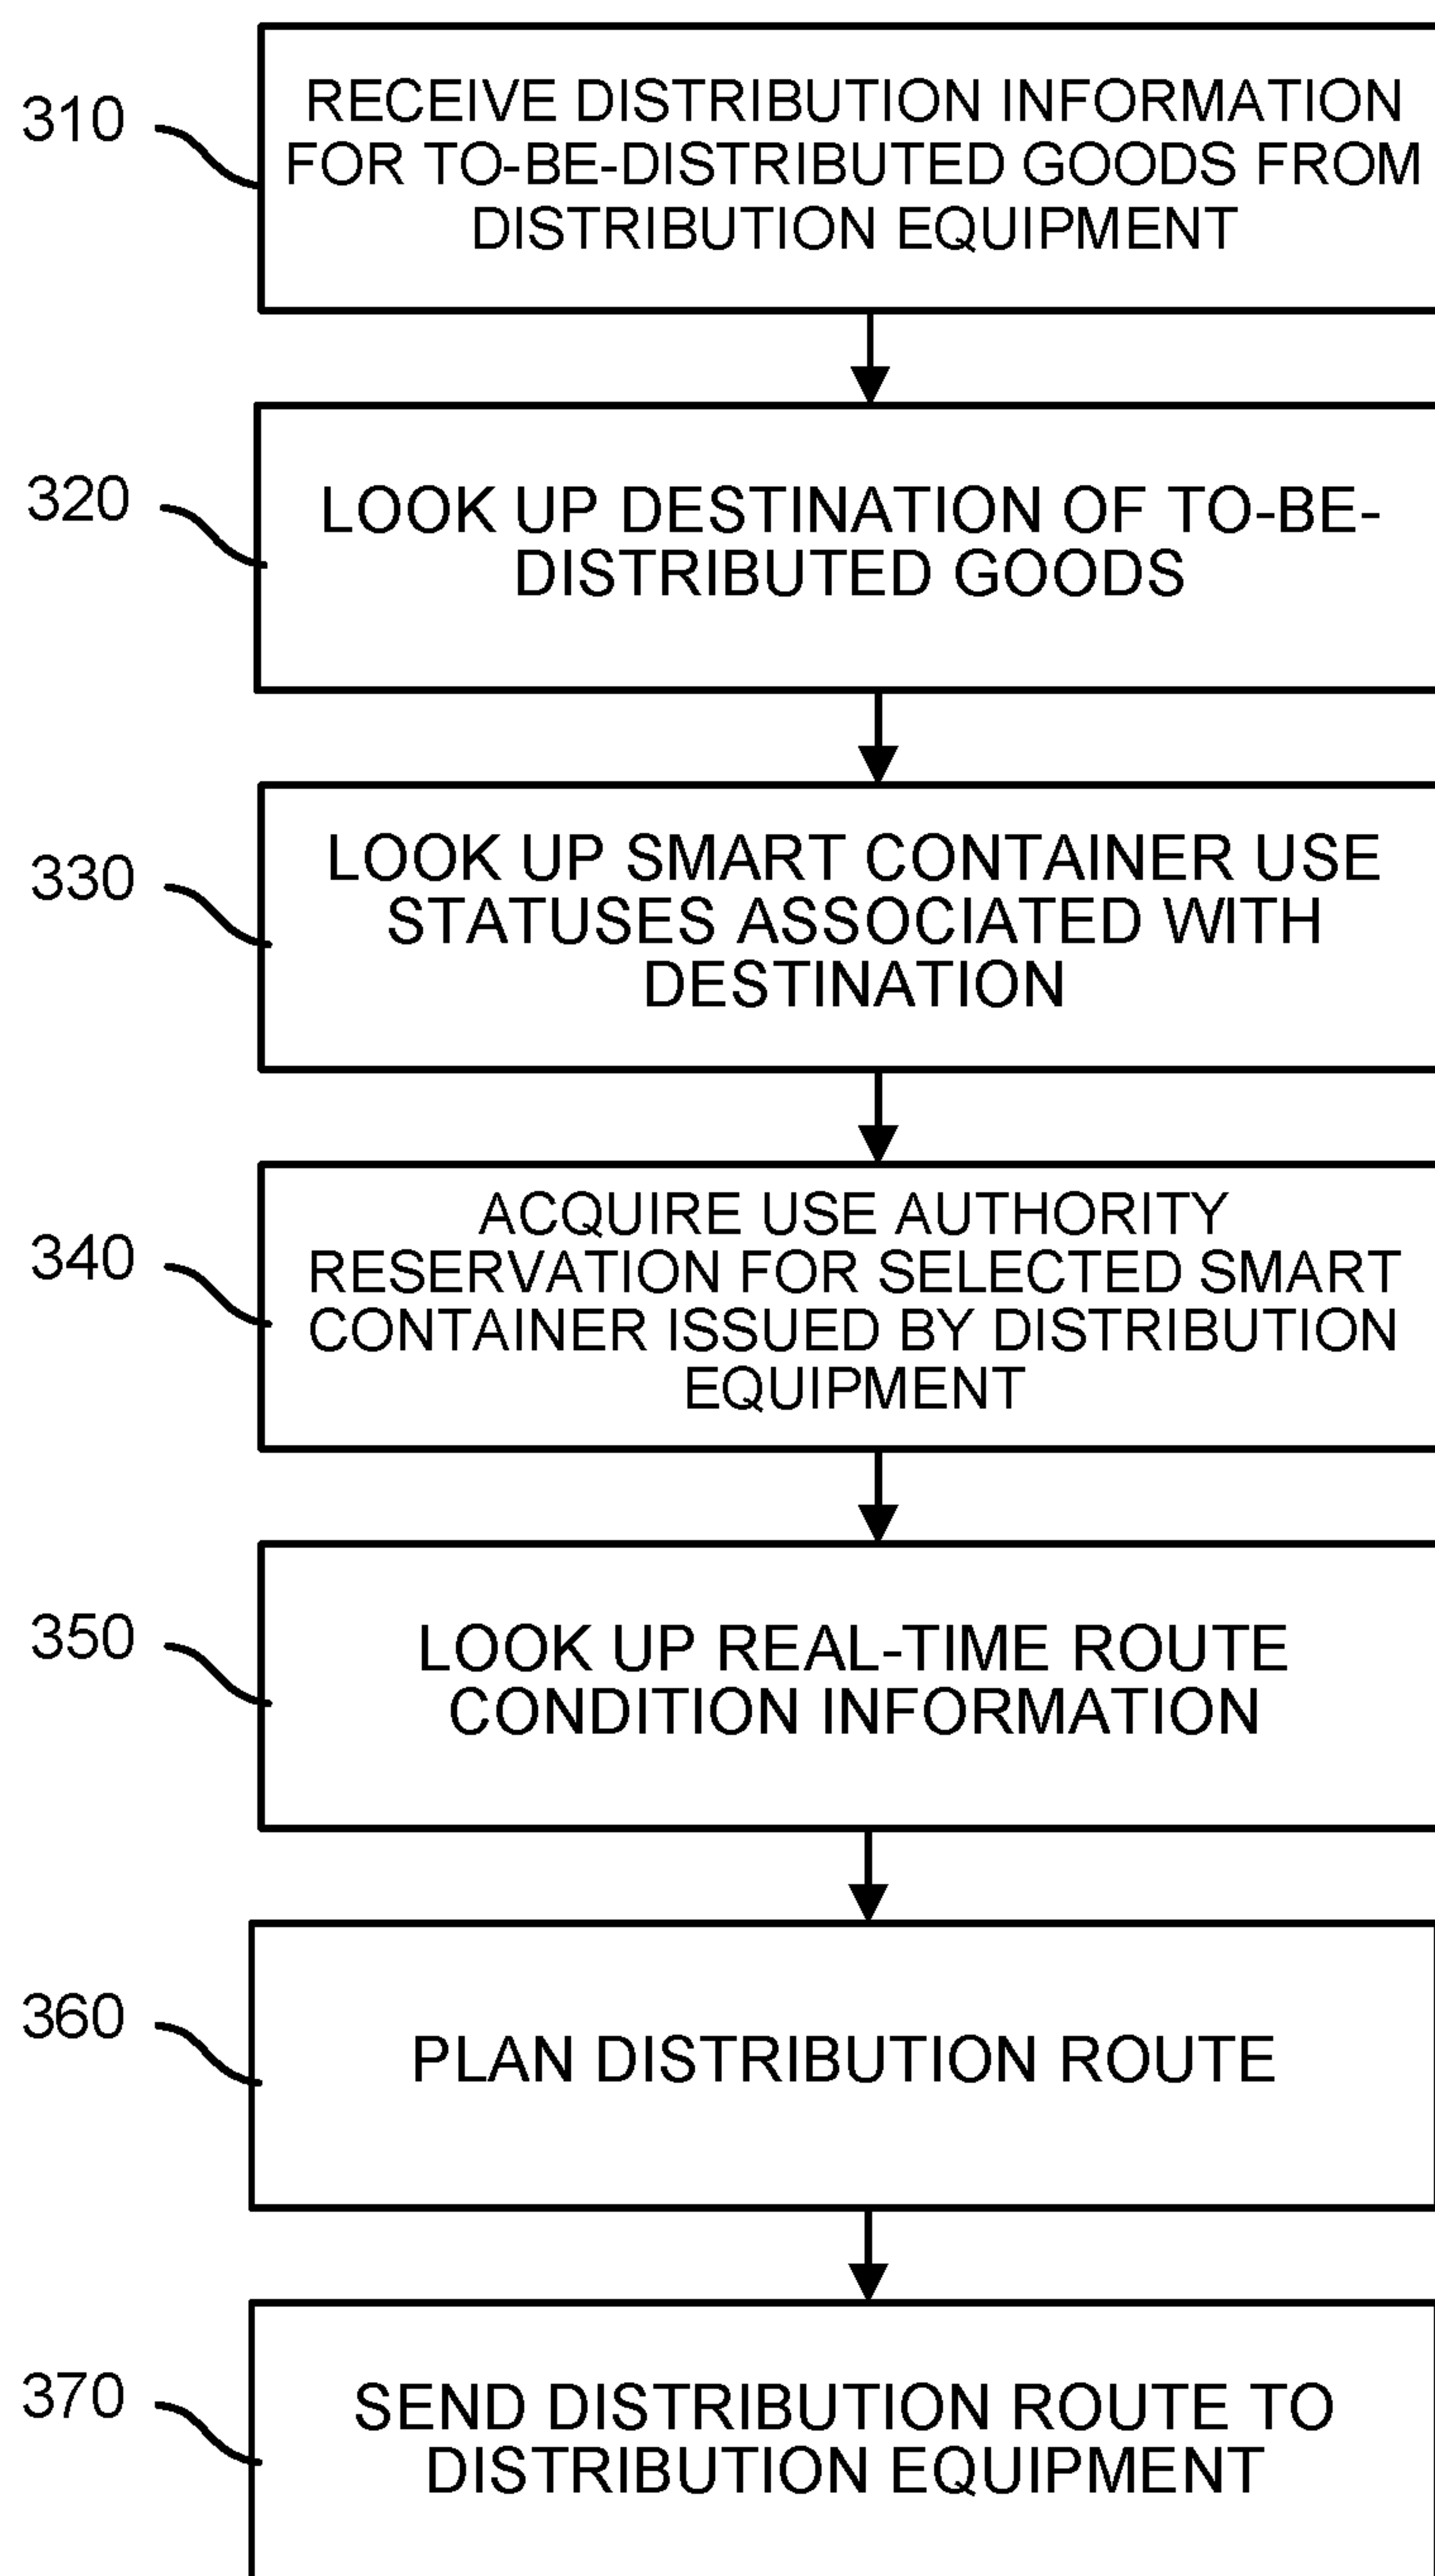 310
RECEIVE DISTRIBUTION INFORMATION
FOR TO-BE-DISTRIBUTED GOODS FROM
DISTRIBUTION EQUIPMENT
320
LOOK UP DESTINATION OF TO-BE-
DISTRIBUTED GOODS
330
LOOK UP SMART CONTAINER USE
STATUSES ASSOCIATED WITH
DESTINATION
340
ACQUIRE USE AUTHORITY
RESERVATION FOR SELECTED SMART
CONTAINER ISSUED BY DISTRIBUTION
EQUIPMENT
350
LOOK UP REAL-TIME ROUTE
CONDITION INFORMATION
360
PLAN DISTRIBUTION ROUTE
370
SEND DISTRIBUTION ROUTE TO
DISTRIBUTION EQUIPMENT